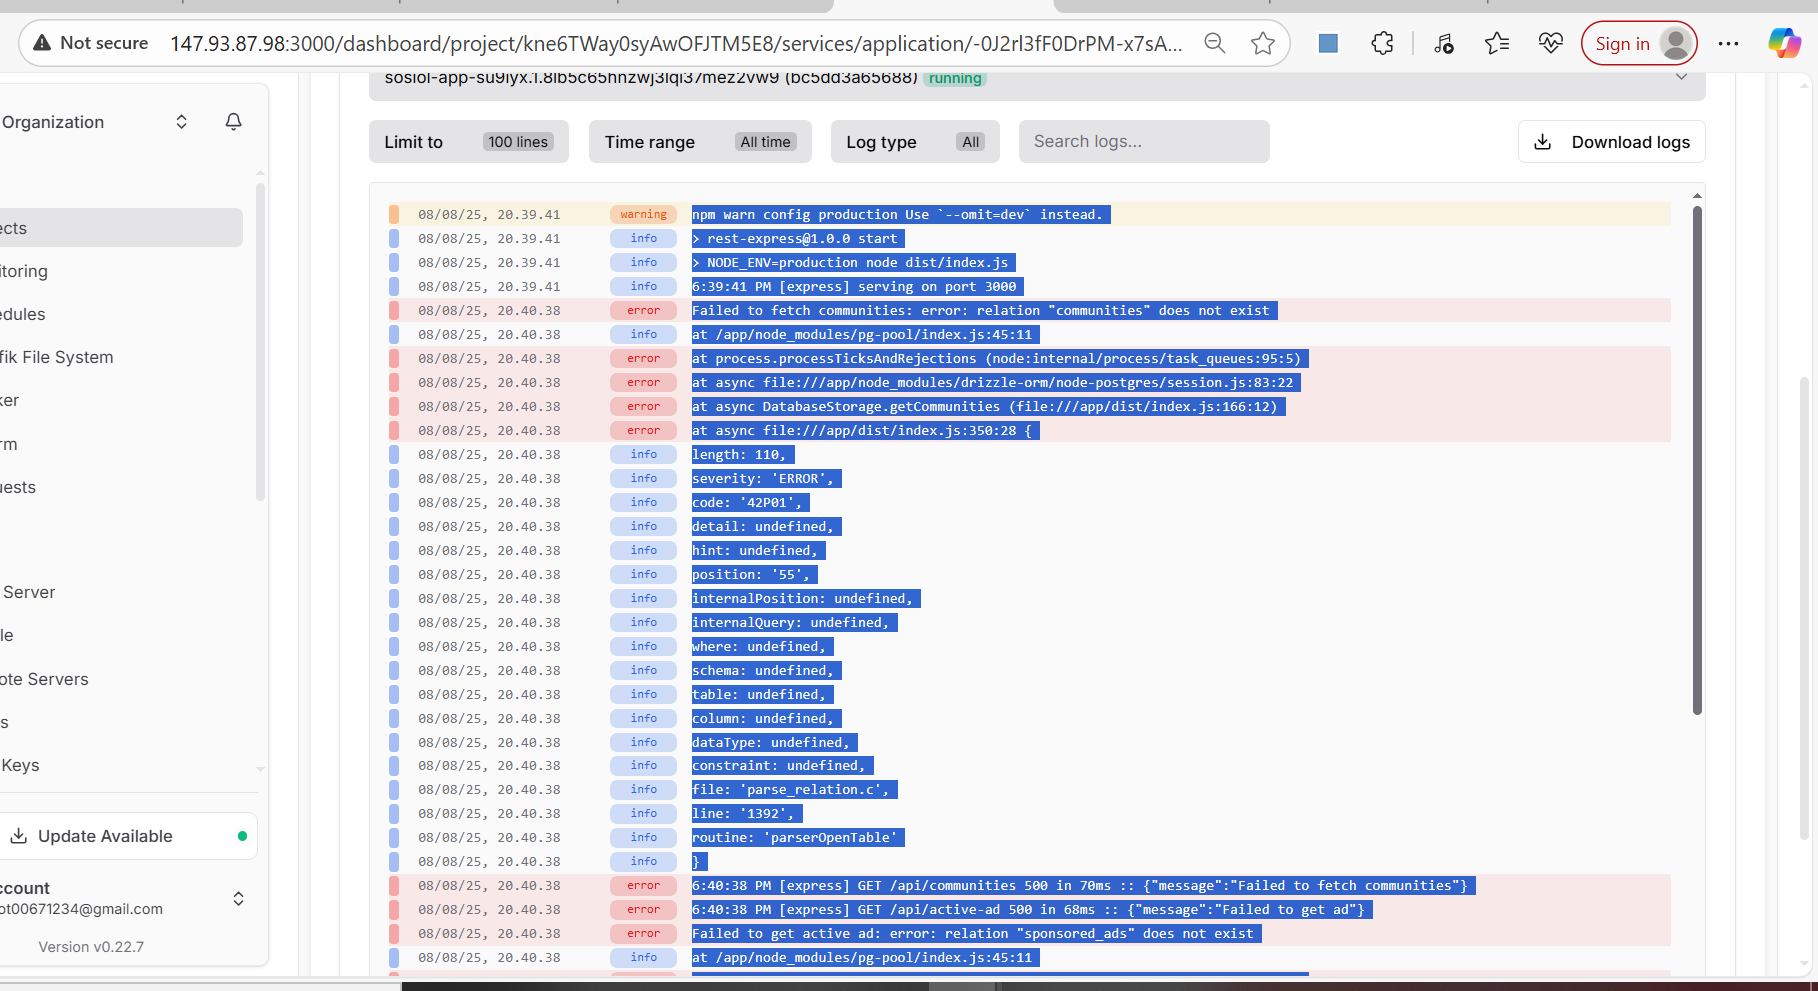 Not secure 147.93.87.98:3000/dashboard/project/kne6TWay0syAwOFJTM5E8/services/application/-0J2rI3fF0DrPM-x7sA...
Sign in
Organization
ects
itoring
edules
fik File System
ker
rm
uests
Server
le
ote Servers
s
Keys
Update Available
ccount
ot00671234@gmail.com
Version v0.22.7
(bc5dd3a65688) running
Limit to 100 lines Time range All time Log type All Search logs... Download logs
08/08/25, 20.39.41 warning npm warn config production Use `--omit=dev` instead.
08/08/25, 20.39.41 info > rest-express@1.0.0 start
08/08/25, 20.39.41 info > NODE_ENV=production node dist/index.js
08/08/25, 20.39.41 info 6:39:41 PM [express] serving on port 3000
08/08/25, 20.40.38 error Failed to fetch communities: error: relation "communities" does not exist
08/08/25, 20.40.38 info at /app/node_modules/pg-pool/index.js:45:11
08/08/25, 20.40.38 error at process.processTicksAndRejections (node:internal/process/task_queues:95:5)
08/08/25, 20.40.38 error at async file:///app/node_modules/drizzle-orm/node-postgres/session.js:83:22
08/08/25, 20.40.38 error at async DatabaseStorage.getCommunities (file:///app/dist/index.js:166:12)
08/08/25, 20.40.38 error at async file:///app/dist/index.js:350:28 {
08/08/25, 20.40.38 info length: 110,
08/08/25, 20.40.38 info severity: 'ERROR',
08/08/25, 20.40.38 info code: '42P01',
08/08/25, 20.40.38 info detail: undefined,
08/08/25, 20.40.38 info hint: undefined,
08/08/25, 20.40.38 info position: '55',
08/08/25, 20.40.38 info internalPosition: undefined,
08/08/25, 20.40.38 info internalQuery: undefined,
08/08/25, 20.40.38 info where: undefined,
08/08/25, 20.40.38 info schema: undefined,
08/08/25, 20.40.38 info table: undefined,
08/08/25, 20.40.38 info column: undefined,
08/08/25, 20.40.38 info dataType: undefined,
08/08/25, 20.40.38 info constraint: undefined,
08/08/25, 20.40.38 info file: 'parse_relation.c',
08/08/25, 20.40.38 info line: '1392',
08/08/25, 20.40.38 info routine: 'parserOpenTable'
08/08/25, 20.40.38 info }
08/08/25, 20.40.38 error 6:40:38 PM [express] GET /api/communities 500 in 70ms :: {"message":"Failed to fetch communities"}
08/08/25, 20.40.38 error 6:40:38 PM [express] GET /api/active-ad 500 in 68ms :: {"message":"Failed to get ad"}
08/08/25, 20.40.38 error Failed to get active ad: error: relation "sponsored_ads" does not exist
08/08/25, 20.40.38 info at /app/node_modules/pg-pool/index.js:45:11